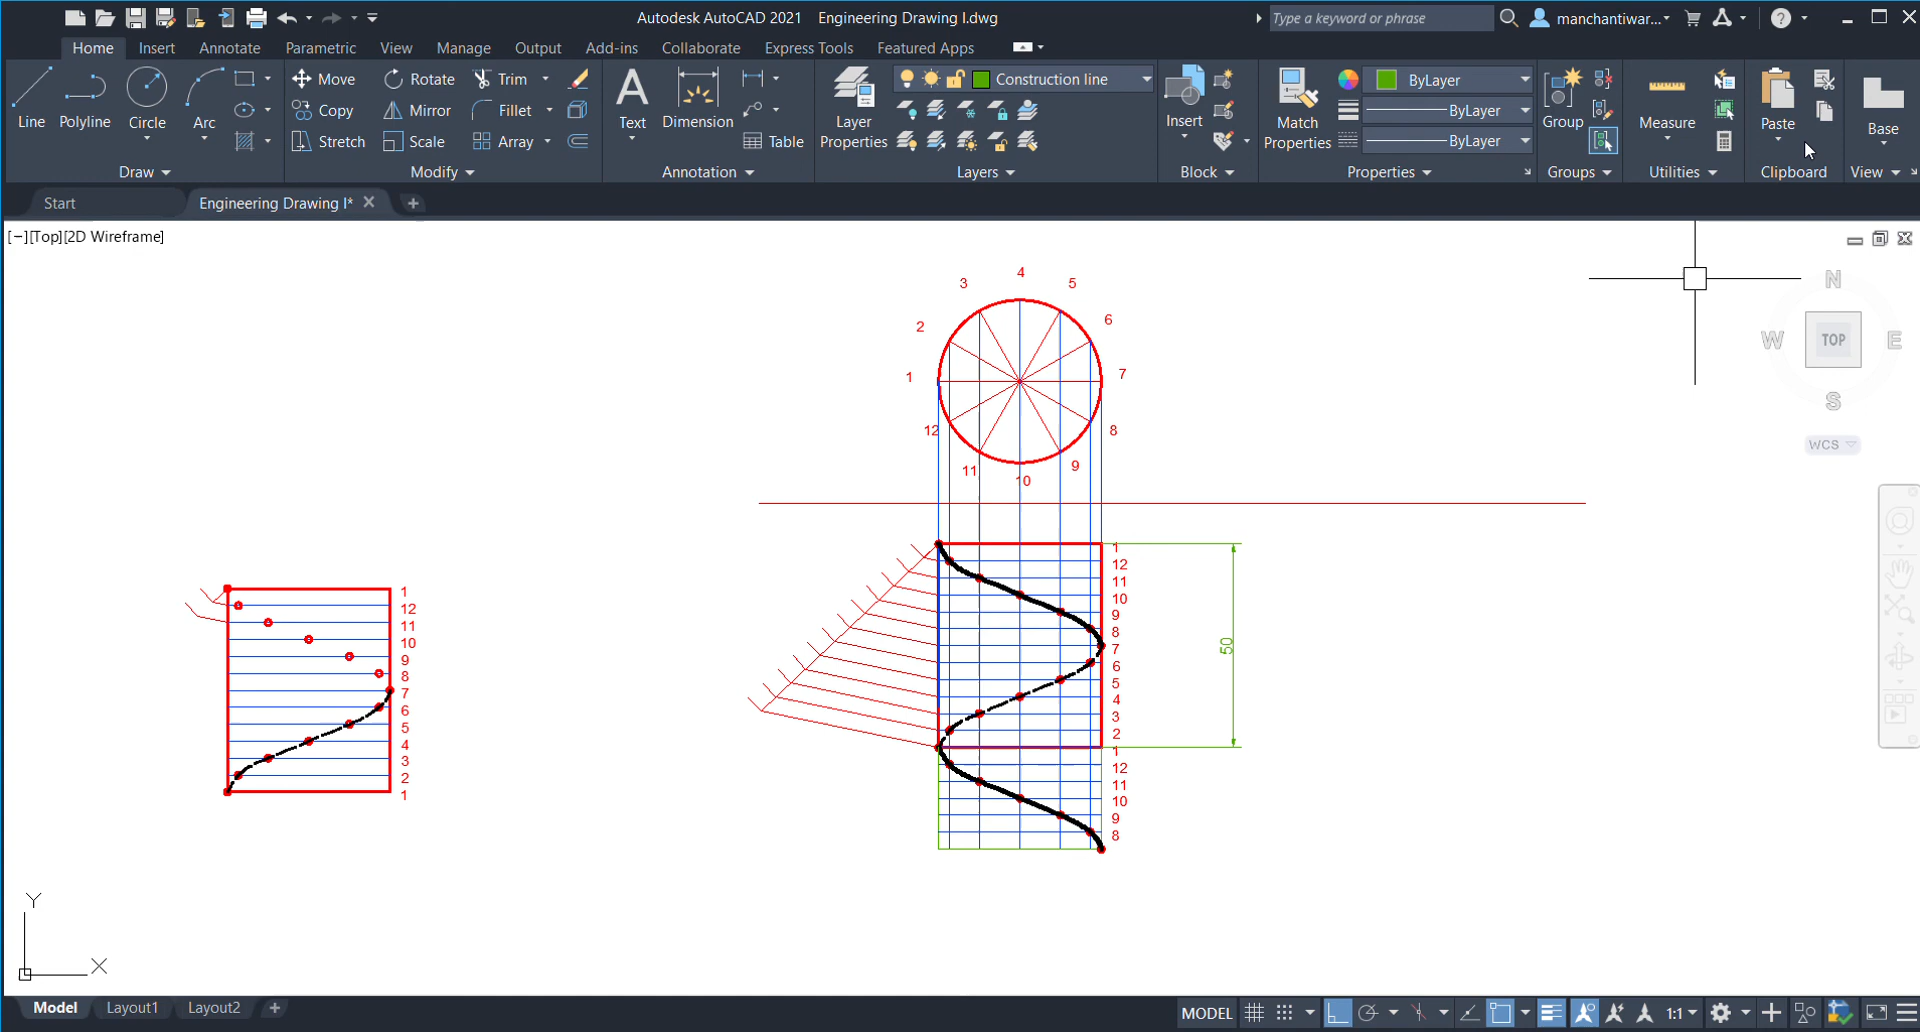 Autodesk AutoCAD 2021 Engineering Drawing I.dwg
Type a keyword or phrase
manchantiwar...
Home Insert Annotate Parametric View Manage Output Add-ins Collaborate Express Tools Featured Apps
Line Polyline Circle Arc
Draw
Move Rotate Trim
Copy Mirror Fillet
Stretch Scale Array
Modify
Text Dimension Table
Annotation
Layer Properties
Construction line
Layers
Insert
Block
Match Properties
ByLayer
ByLayer
ByLayer
Properties
Group
Groups
Measure
Utilities
Paste
Clipboard
Base
View
Start Engineering Drawing I*
[−][Top][2D Wireframe]
N
W TOP E
S
WCS
4
3 5
2 6
1 7
12 8
11 9
10
1
12
11
10
9
8
7
6
5
4
3
2
1
12
11
10
9
8
50
1
12
11
10
9
8
7
6
5
4
3
2
1
Y
X
Model Layout1 Layout2
MODEL
1:1